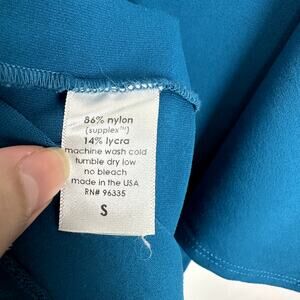 86% nylon
(supplex™)
14% lycra
machine wash cold
tumble dry low
no bleach
made in the USA
RN# 96335
S